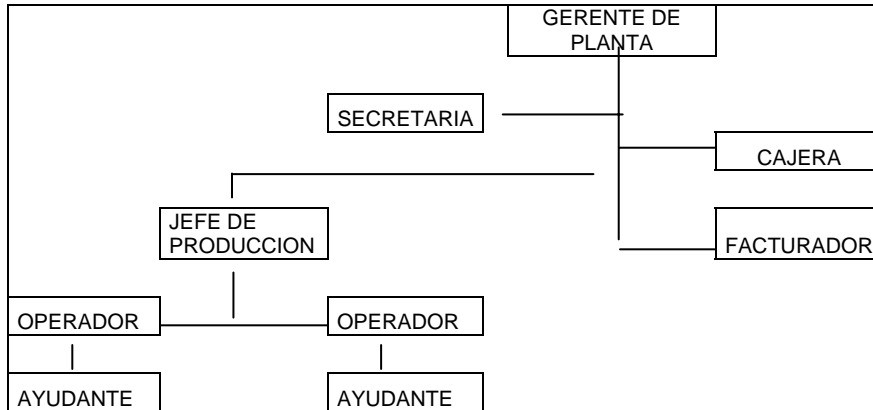 GERENTE DE
PLANTA
SECRETARIA
CAJERA
JEFE DE
PRODUCCION
FACTURADOR
OPERADOR
OPERADOR
AYUDANTE
AYUDANTE